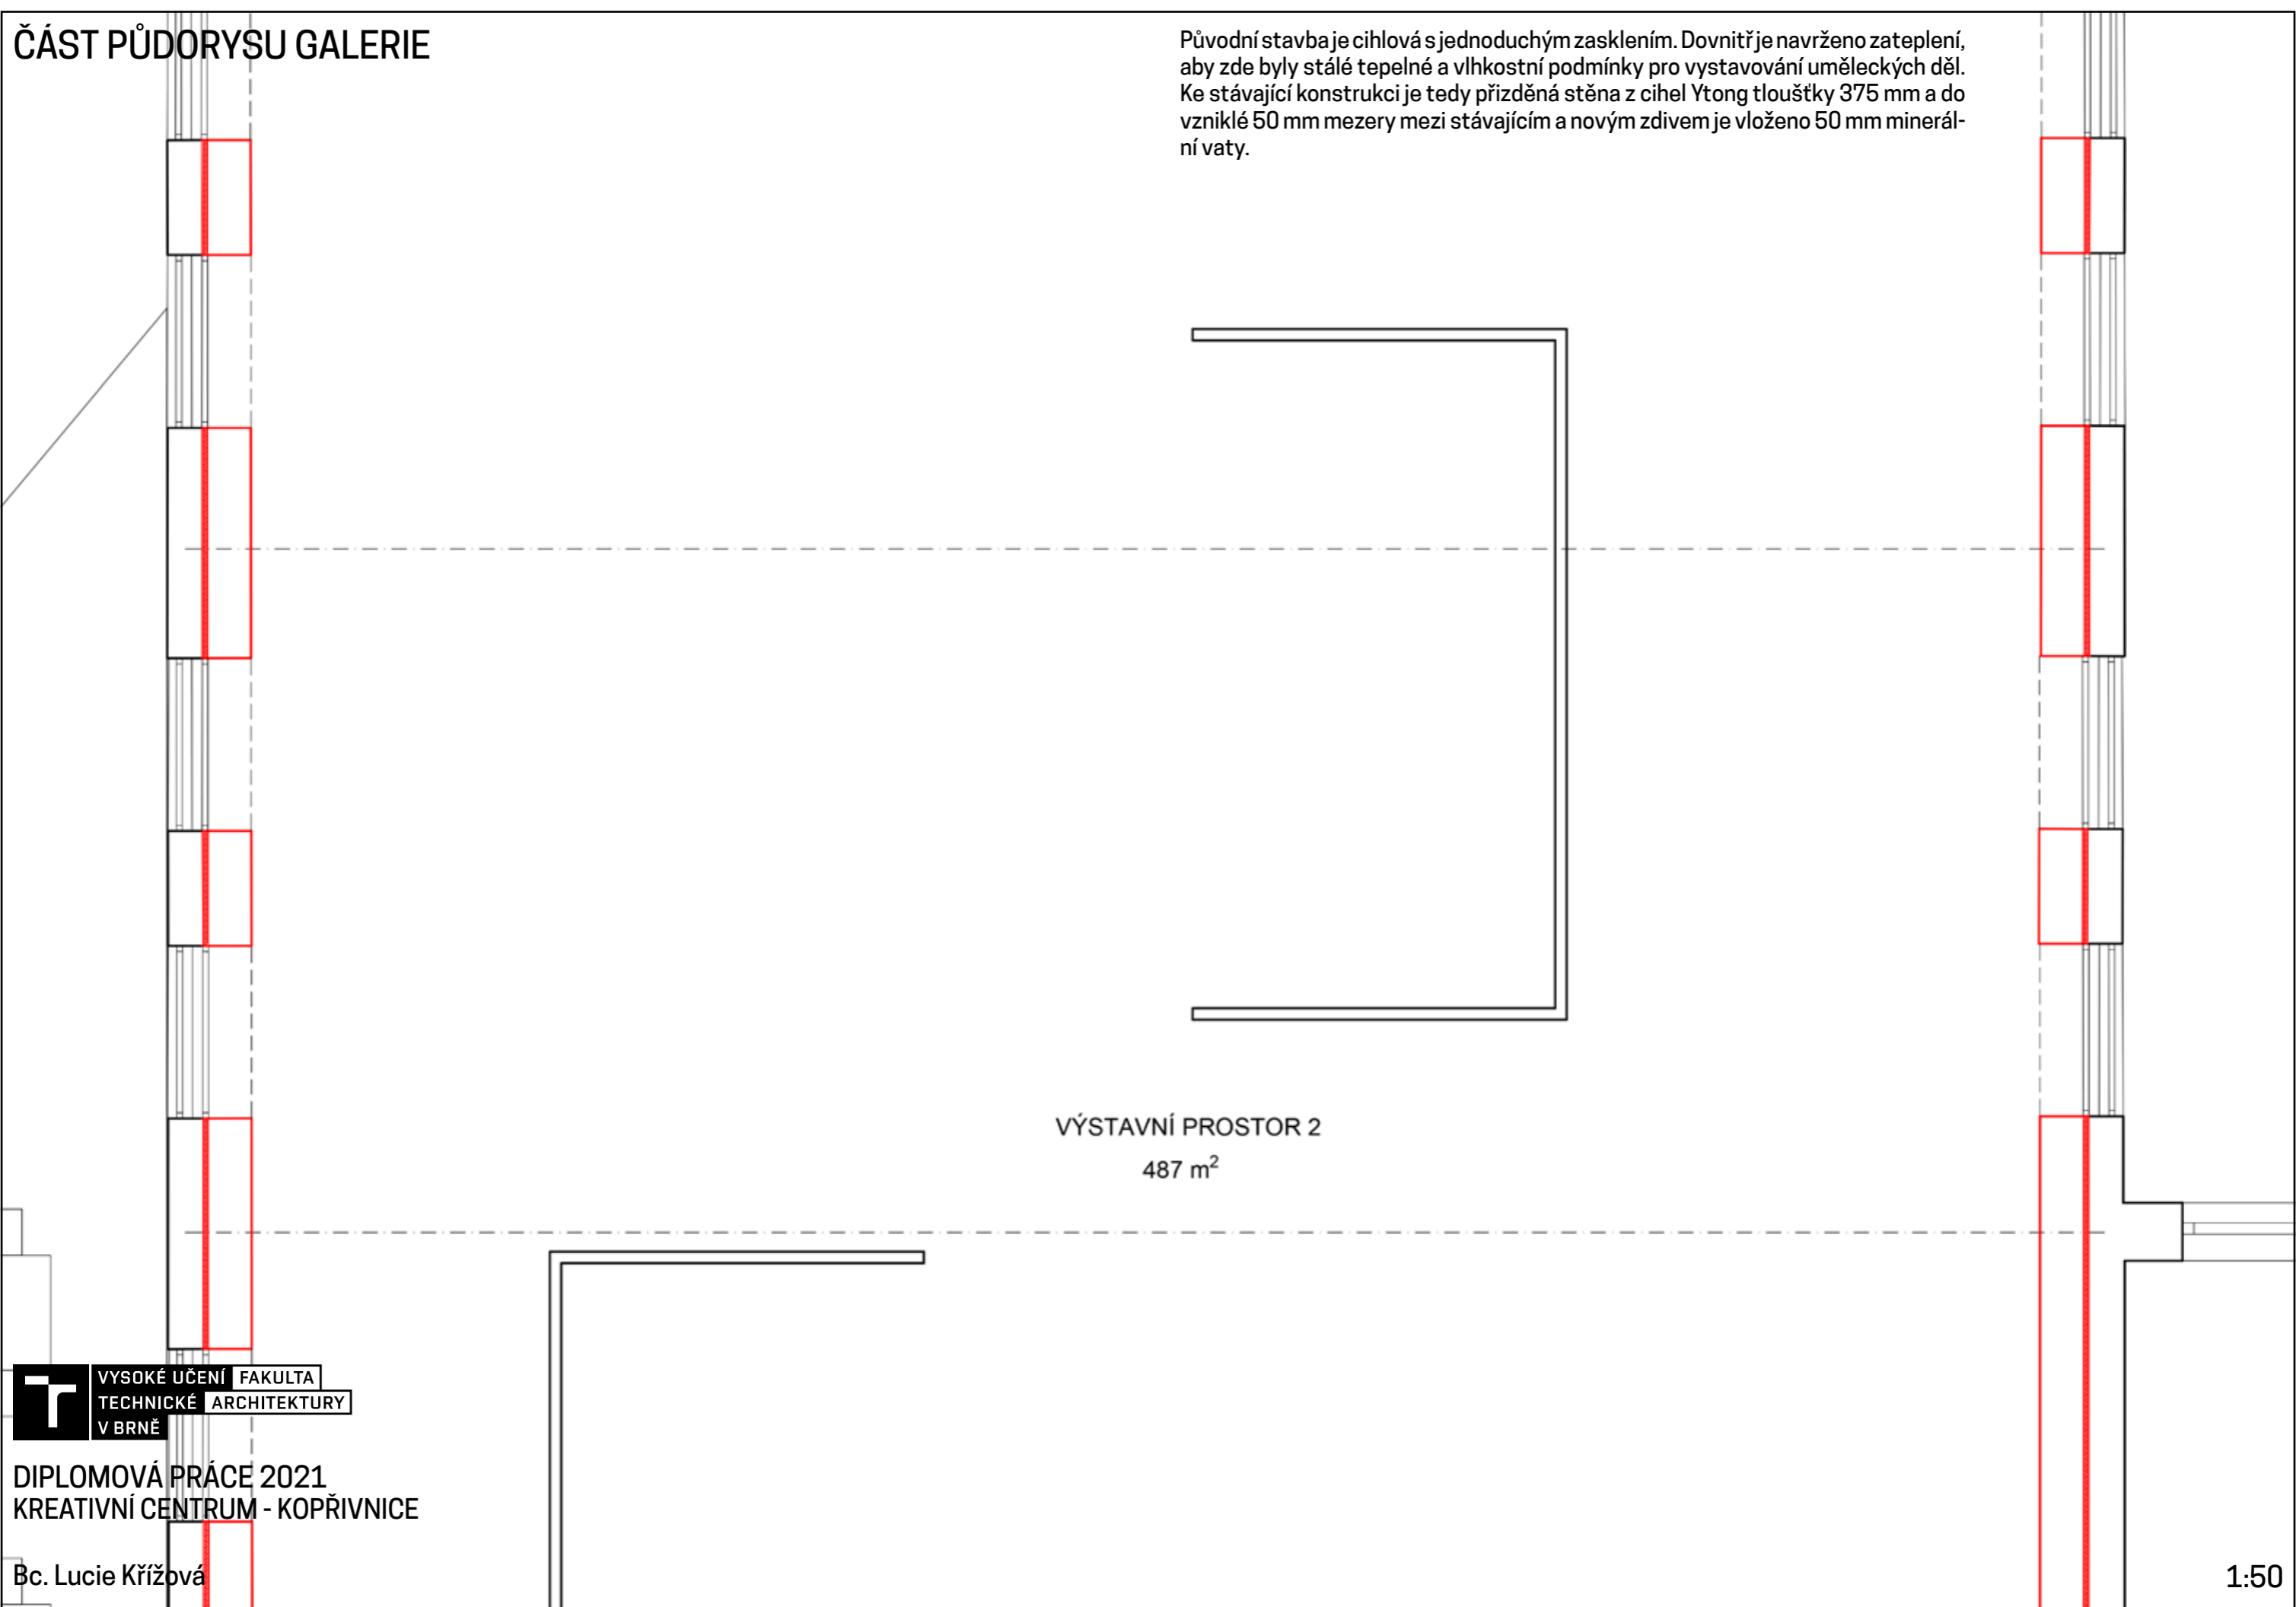 ČÁST PŮDORYSU GALERIE
Původní stavba je cihlová s jednoduchým zasklením. Dovnitř je navrženo zateplení,
aby zde byly stálé tepelné a vlhkostní podmínky pro vystavování uměleckých děl.
Ke stávající konstrukci je tedy přizděná stěna z cihel Ytong tloušťky 375 mm a do
vzniklé 50 mm mezery mezi stávajícím a novým zdivem je vloženo 50 mm minerál-
ní vaty.
VÝSTAVNÍ PROSTOR 2
487 m²
VYSOKÉ UČENÍ FAKULTA
TECHNICKÉ ARCHITEKTURY
V BRNĚ
DIPLOMOVÁ PRÁCE 2021
KREATIVNÍ CENTRUM - KOPŘIVNICE
Bc. Lucie Křížová
1:50